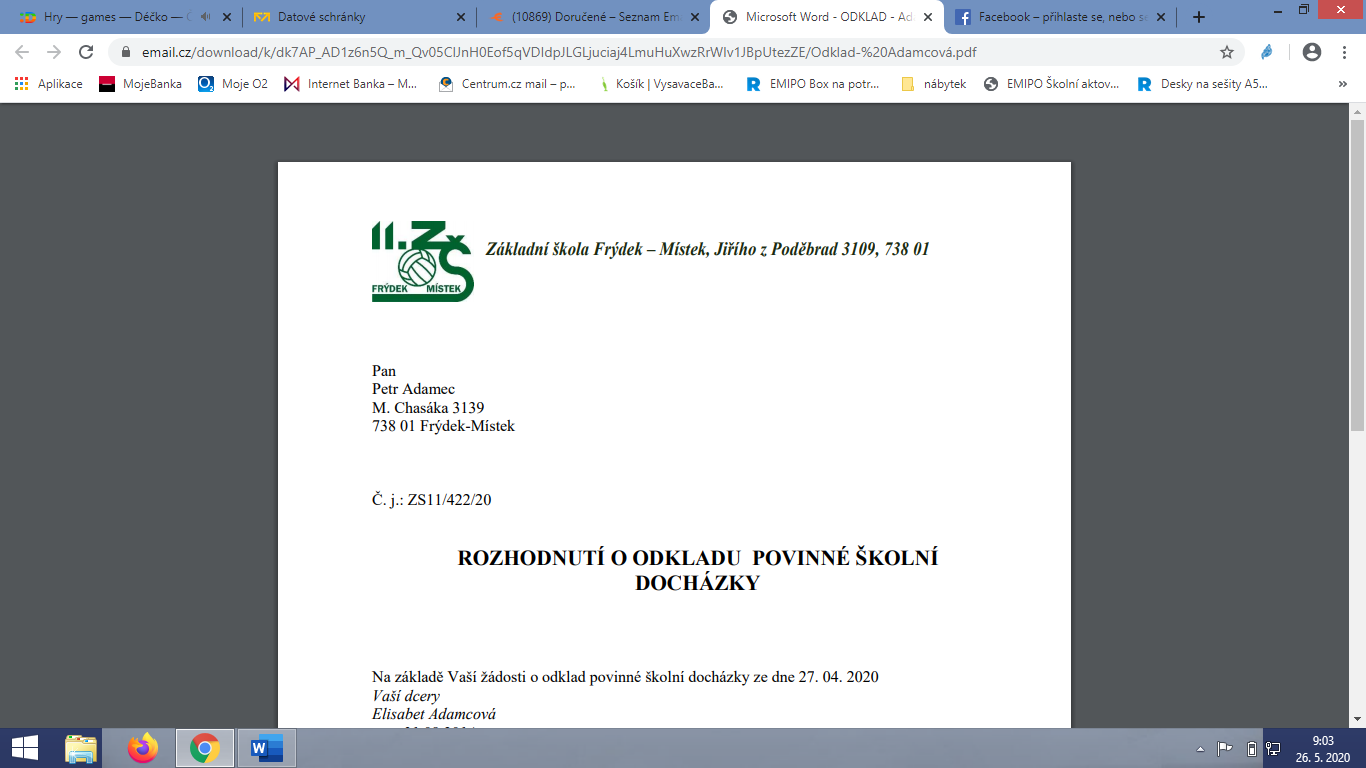 Hry — games — Déčko — Č
Datové schránky
(10869) Doručené – Seznam Em
Microsoft Word - ODKLAD - Ada
Facebook – přihlaste se, nebo se
email.cz/download/k/dk7AP_AD1z6n5Q_m_Qv05ClJnH0Eof5qVDIdpJLGLjuciaj4LmuHuXwzRrWIv1JBpUtezZE/Odklad-%20Adamcová.pdf
Aplikace
MojeBanka
Moje O2
Internet Banka – M...
Centrum.cz mail – p...
Košík | VysavaceBa...
EMIPO Box na potr...
nábytek
EMIPO Školní aktov...
Desky na sešity A5...
»
11.ZŠ
FRÝDEK MÍSTEK
Základní škola Frýdek – Místek, Jiřího z Poděbrad 3109, 738 01
Pan
Petr Adamec
M. Chasáka 3139
738 01 Frýdek-Místek
Č. j.: ZS11/422/20
ROZHODNUTÍ O ODKLADU POVINNÉ ŠKOLNÍ
DOCHÁZKY
Na základě Vaší žádosti o odklad povinné školní docházky ze dne 27. 04. 2020
Vaší dcery
Elisabet Adamcová
9:03
26. 5. 2020